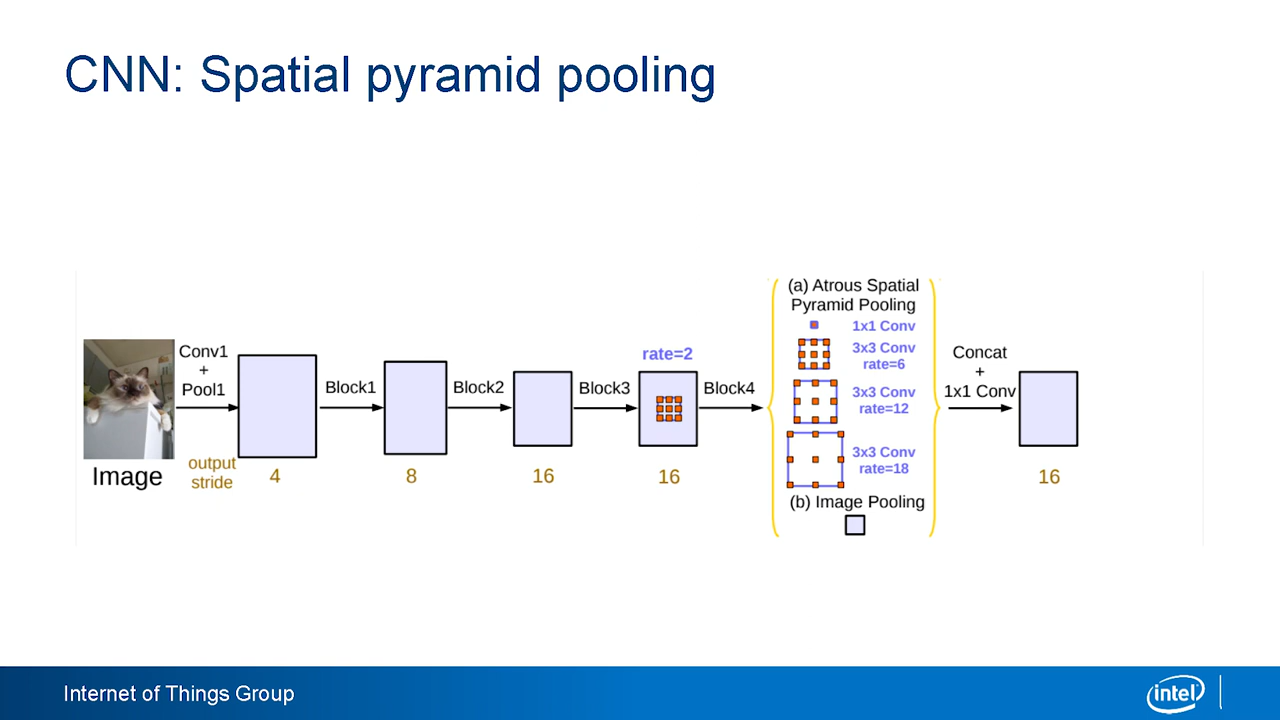 CNN: Spatial pyramid pooling
Image
Conv1
+
Pool1
output
stride
4
Block1
8
Block2
16
Block3
rate=2
16
Block4
(a) Atrous Spatial
Pyramid Pooling
1x1 Conv
3x3 Conv
rate=6
3x3 Conv
rate=12
3x3 Conv
rate=18
(b) Image Pooling
Concat
+
1x1 Conv
16
Internet of Things Group
intel